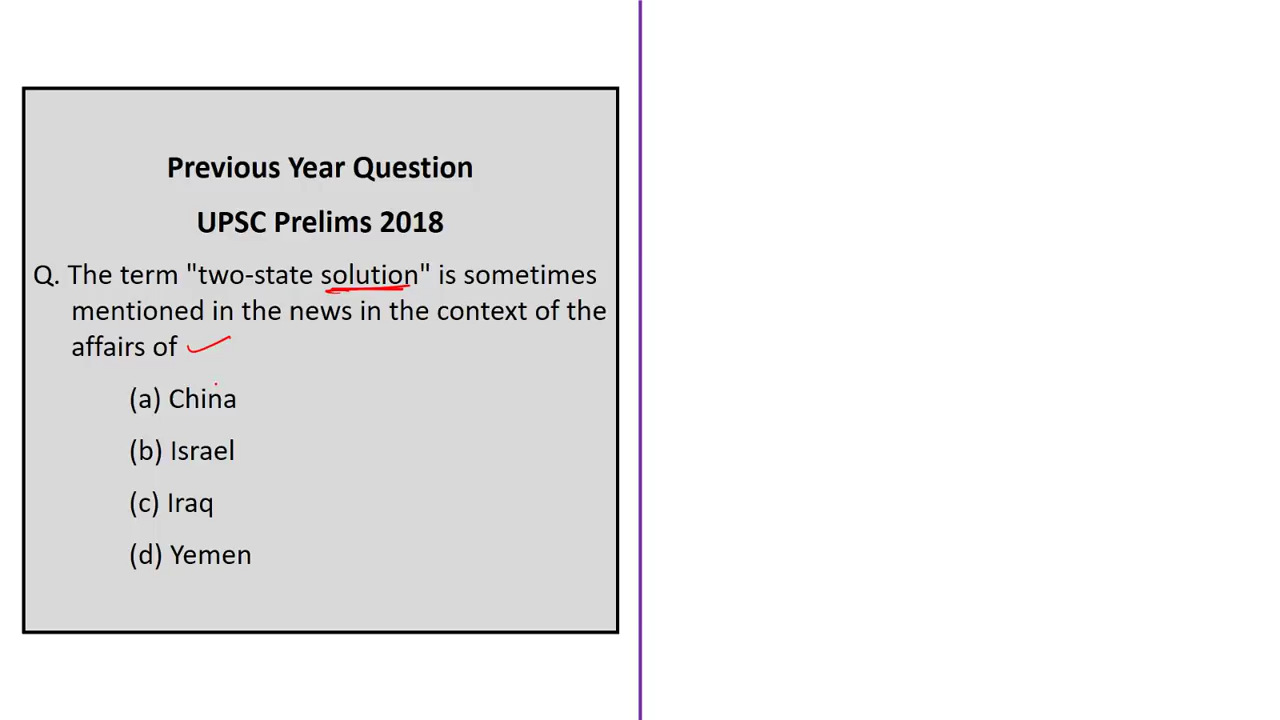 Previous Year Question
UPSC Prelims 2018
Q. The term "two-state solution" is sometimes
mentioned in the news in the context of the
affairs of
(a) China
(b) Israel
(c) Iraq
(d) Yemen